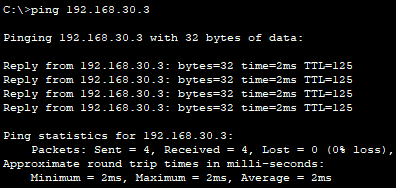 C:\>ping 192.168.30.3
Pinging 192.168.30.3 with 32 bytes of data:
Reply from 192.168.30.3: bytes=32 time=2ms TTL=125
Reply from 192.168.30.3: bytes=32 time=2ms TTL=125
Reply from 192.168.30.3: bytes=32 time=2ms TTL=125
Reply from 192.168.30.3: bytes=32 time=2ms TTL=125
Ping statistics for 192.168.30.3:
    Packets: Sent = 4, Received = 4, Lost = 0 (0% loss),
Approximate round trip times in milli-seconds:
    Minimum = 2ms, Maximum = 2ms, Average = 2ms